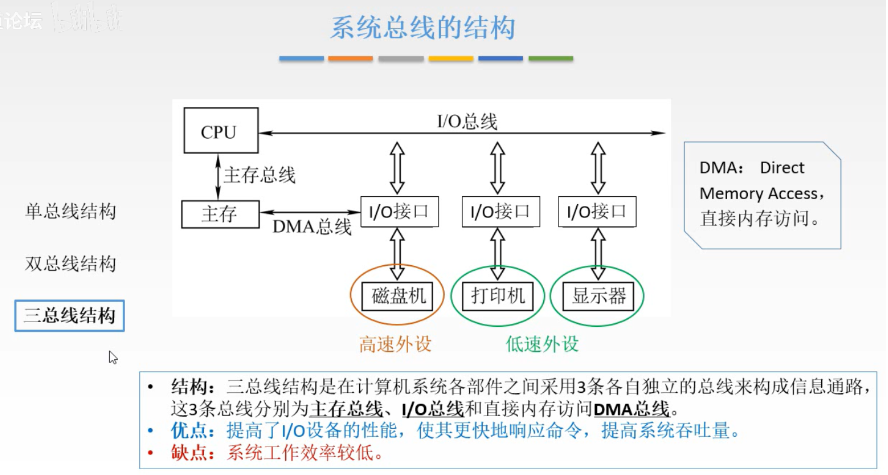 论坛
系统总线的结构
CPU
I/O总线
主存总线
主存
DMA总线
I/O接口
I/O接口
I/O接口
磁盘机
打印机
显示器
高速外设
低速外设
DMA： Direct
Memory Access，
直接内存访问。
单总线结构
双总线结构
三总线结构
• 结构：三总线结构是在计算机系统各部件之间采用3条各自独立的总线来构成信息通路，
这3条总线分别为主存总线、I/O总线和直接内存访问DMA总线。
• 优点：提高了I/O设备的性能，使其更快地响应命令，提高系统吞吐量。
• 缺点：系统工作效率较低。